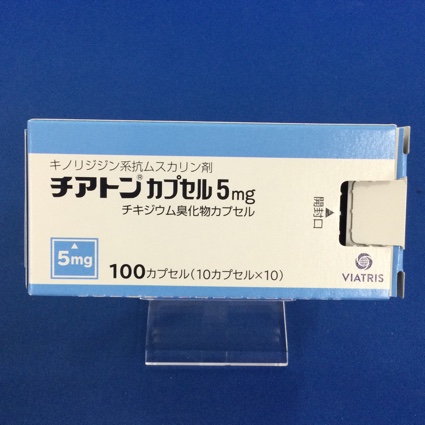 キノリジジン系抗ムスカリン剤
チアトン®カプセル5mg
チキジウム臭化物カプセル
5mg
100カプセル(10カプセル×10)
開封口
VIATRIS